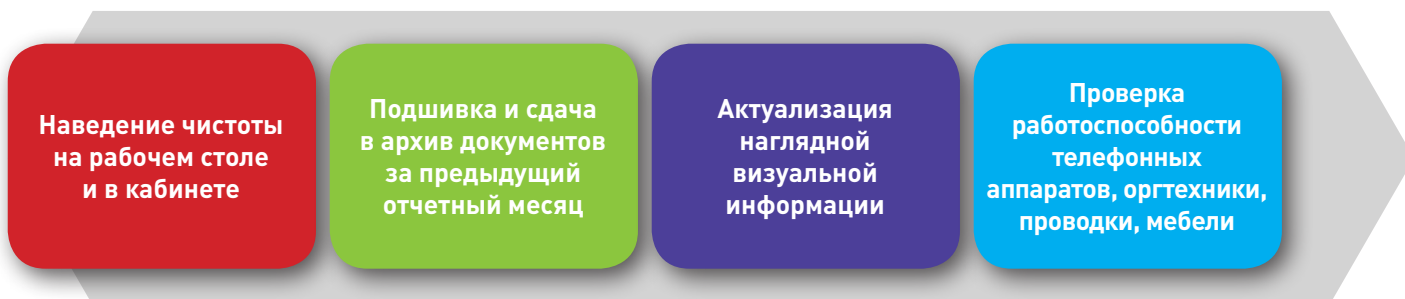 Наведение чистоты
на рабочем столе
и в кабинете
Подшивка и сдача
в архив документов
за предыдущий
отчетный месяц
Актуализация
наглядной
визуальной
информации
Проверка
работоспособности
телефонных
аппаратов, оргтехники,
проводки, мебели